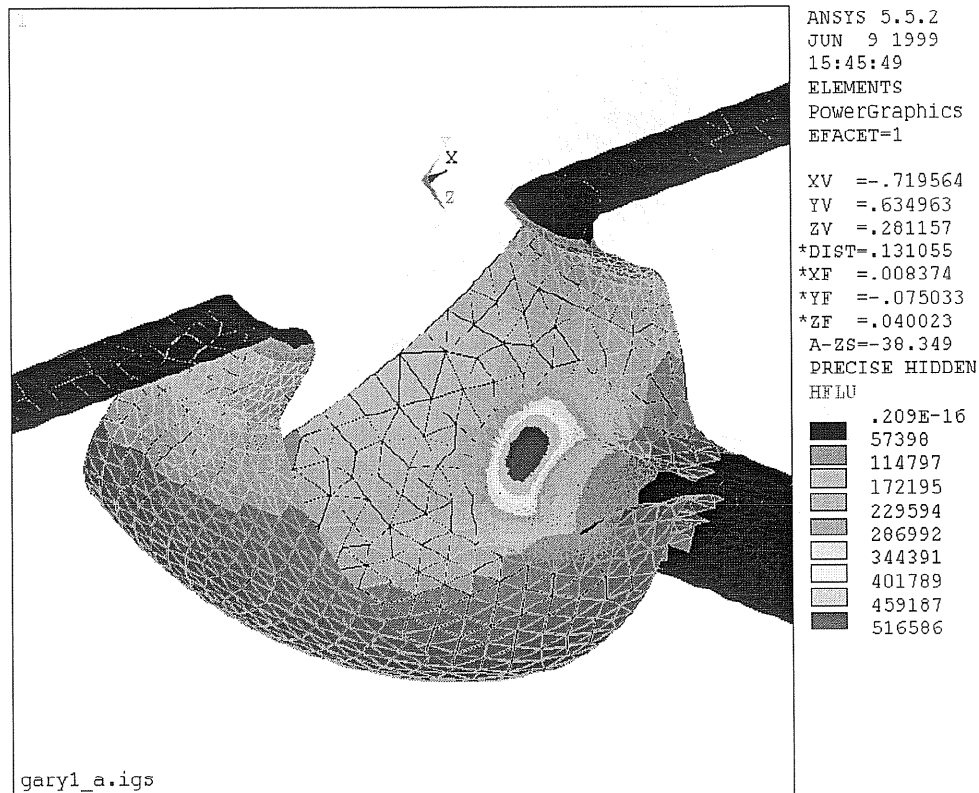 1
ANSYS 5.5.2
JUN 9 1999
15:45:49
ELEMENTS
PowerGraphics
EFACET=1
XV =-.719564
YV =.634963
ZV =.281157
*DIST=.131055
*XF =.008374
*YF =-.075033
*ZF =.040023
A-ZS=-38.349
PRECISE HIDDEN
HFLU
.209E-16
57398
114797
172195
229594
286992
344391
401789
459187
516586
X
Z
gary1_a.igs